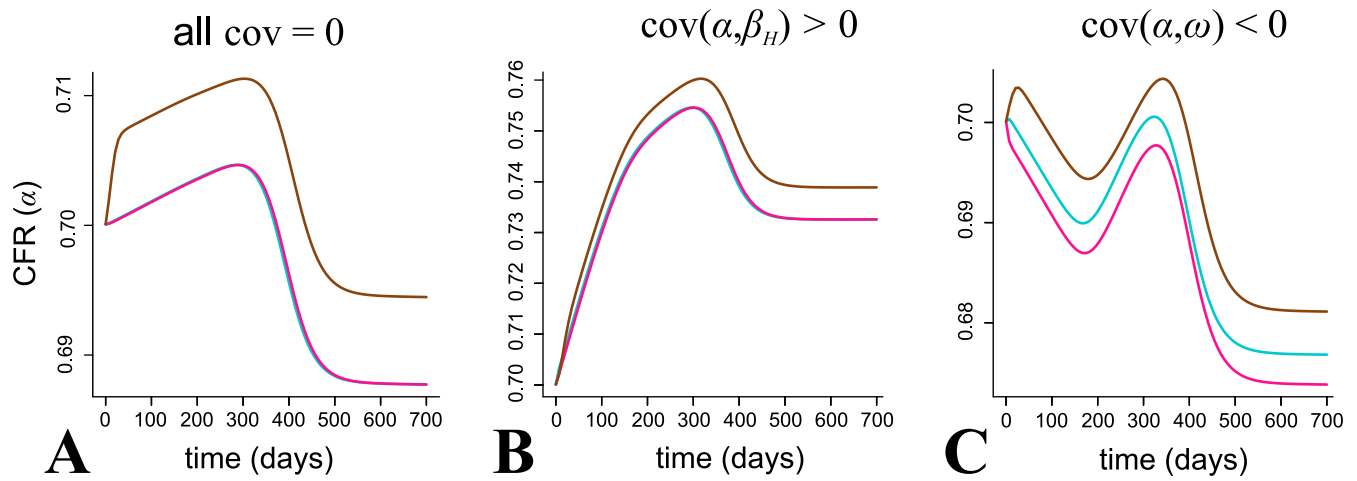 all cov = 0
cov(α,β_H) > 0
cov(α,ω) < 0
CFR (α)
0.71
0.70
0.69
0 100 200 300 400 500 600 700
time (days)
A
0.76
0.75
0.74
0.73
0.72
0.71
0.70
0 100 200 300 400 500 600 700
time (days)
B
0.70
0.69
0.68
0 100 200 300 400 500 600 700
time (days)
C